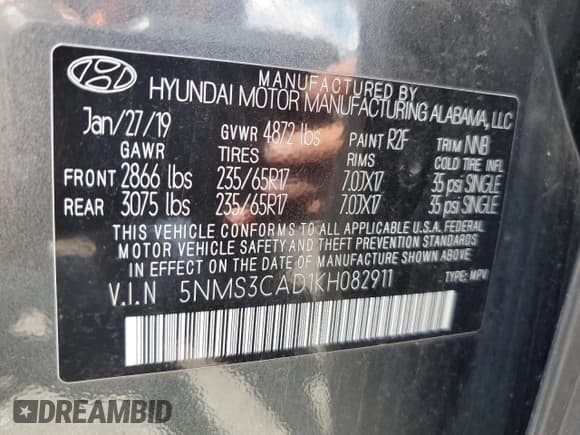 MANUFACTURED BY
HYUNDAI MOTOR MANUFACTURING ALABAMA, LLC
Jan/27/19 GVWR 4872 lbs PAINT R2F TRIM NNB
GAWR TIRES RIMS COLD TIRE INFL
FRONT 2866 lbs 235/65R17 7.0JX17 35 psi SINGLE
REAR 3075 lbs 235/65R17 7.0JX17 35 psi SINGLE
THIS VEHICLE CONFORMS TO ALL APPLICABLE U.S.A. FEDERAL
MOTOR VEHICLE SAFETY AND THEFT PREVENTION STANDARDS
IN EFFECT ON THE DATE OF MANUFACTURE SHOWN ABOVE.
V.I.N 5NMS3CAD1KH082911 TYPE: MPV
DREAMBID